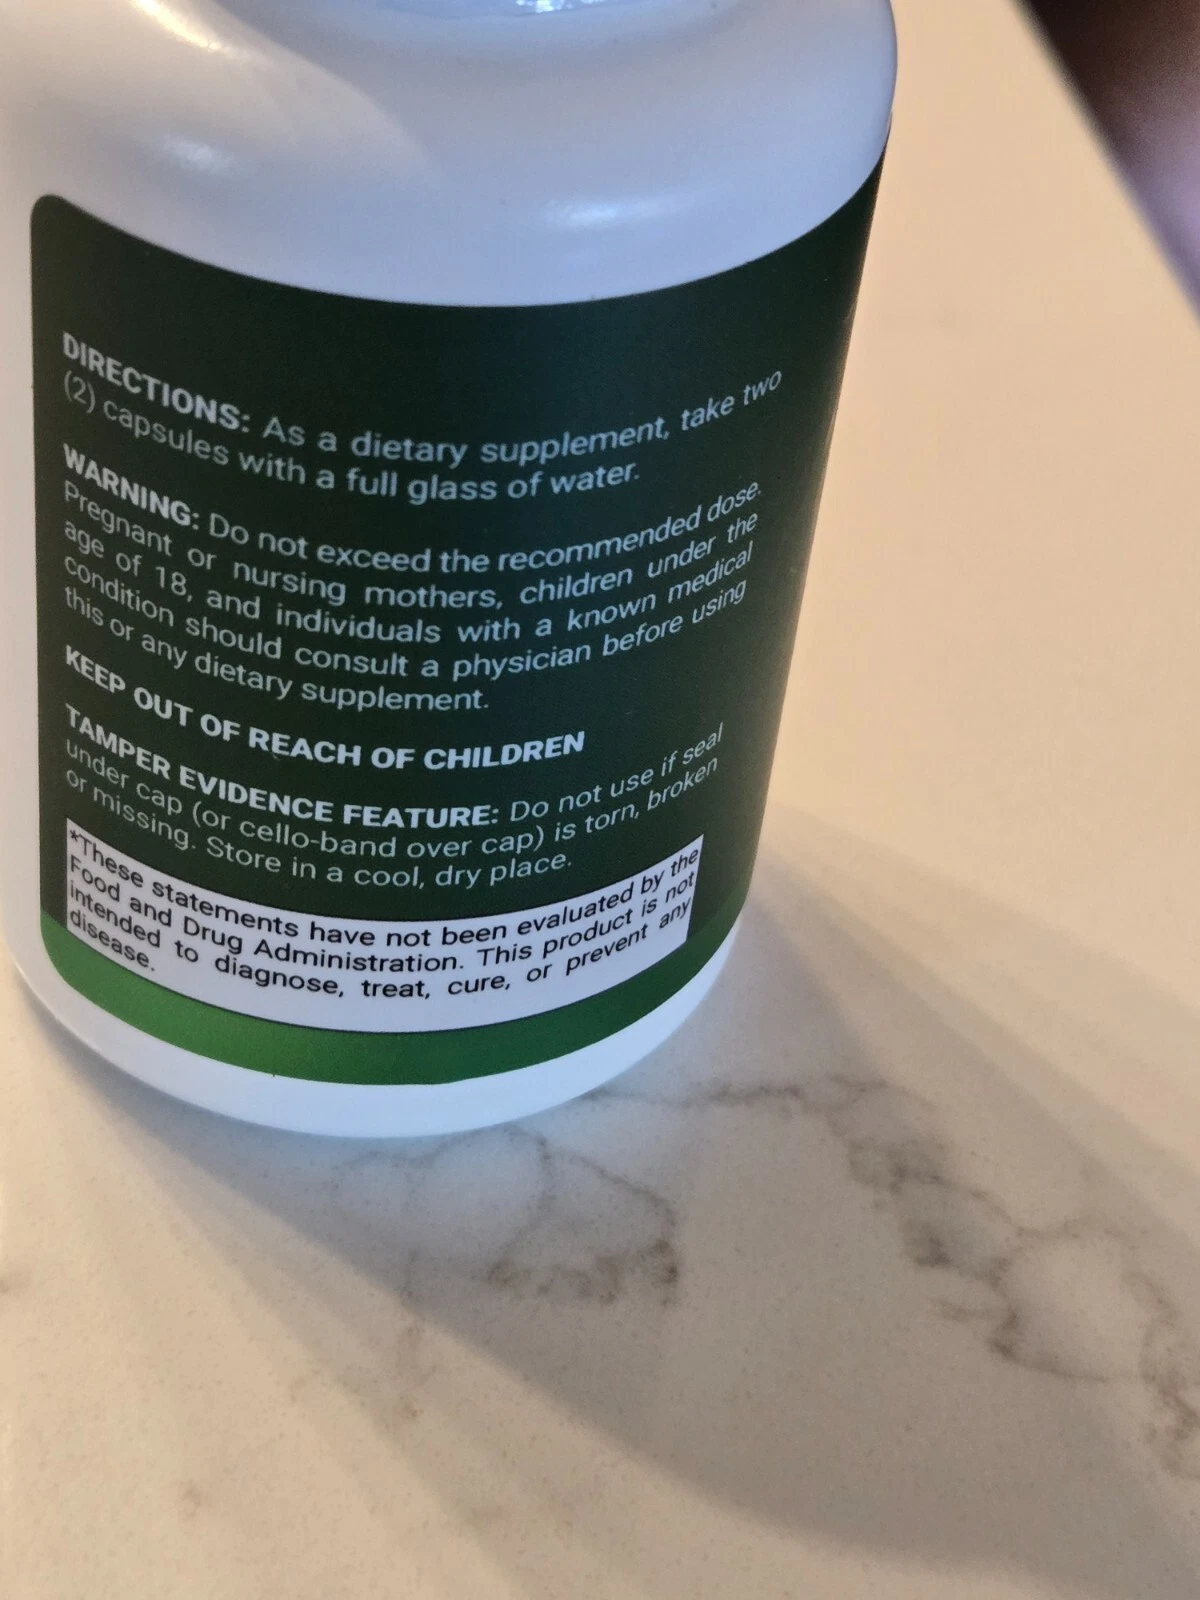 DIRECTIONS: As a dietary supplement, take two
(2) capsules with a full glass of water.
WARNING: Do not exceed the recommended dose.
Pregnant or nursing mothers, children under the
age of 18, and individuals with a known medical
condition should consult a physician before using
this or any dietary supplement.
KEEP OUT OF REACH OF CHILDREN
TAMPER EVIDENCE FEATURE: Do not use if seal
under cap (or cello-band over cap) is torn, broken
or missing. Store in a cool, dry place.
*These statements have not been evaluated by the
Food and Drug Administration. This product is not
intended to diagnose, treat, cure, or prevent any
disease.